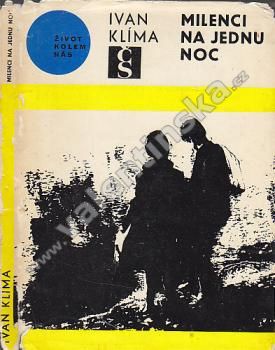 MILENCI NA JEDNU NOC
IVAN KLÍMA
ŽIVOT
KOLEM
NÁS
IVAN
KLÍMA
čs
MILENCI
NA JEDNU
NOC
www.valentinska.cz